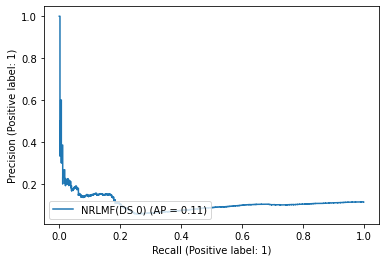 1.0
0.8
0.6
0.4
0.2
Precision (Positive label: 1)
NRLMF(DS.0) (AP = 0.11)
0.0 0.2 0.4 0.6 0.8 1.0
Recall (Positive label: 1)